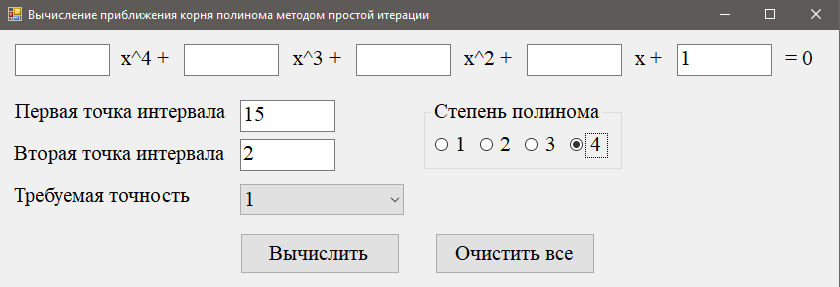 Вычисление приближения корня полинома методом простой итерации
x^4 + x^3 + x^2 + x + 1 = 0
Первая точка интервала 15
Степень полинома
1 2 3 4
Вторая точка интервала 2
Требуемая точность 1
Вычислить Очистить все